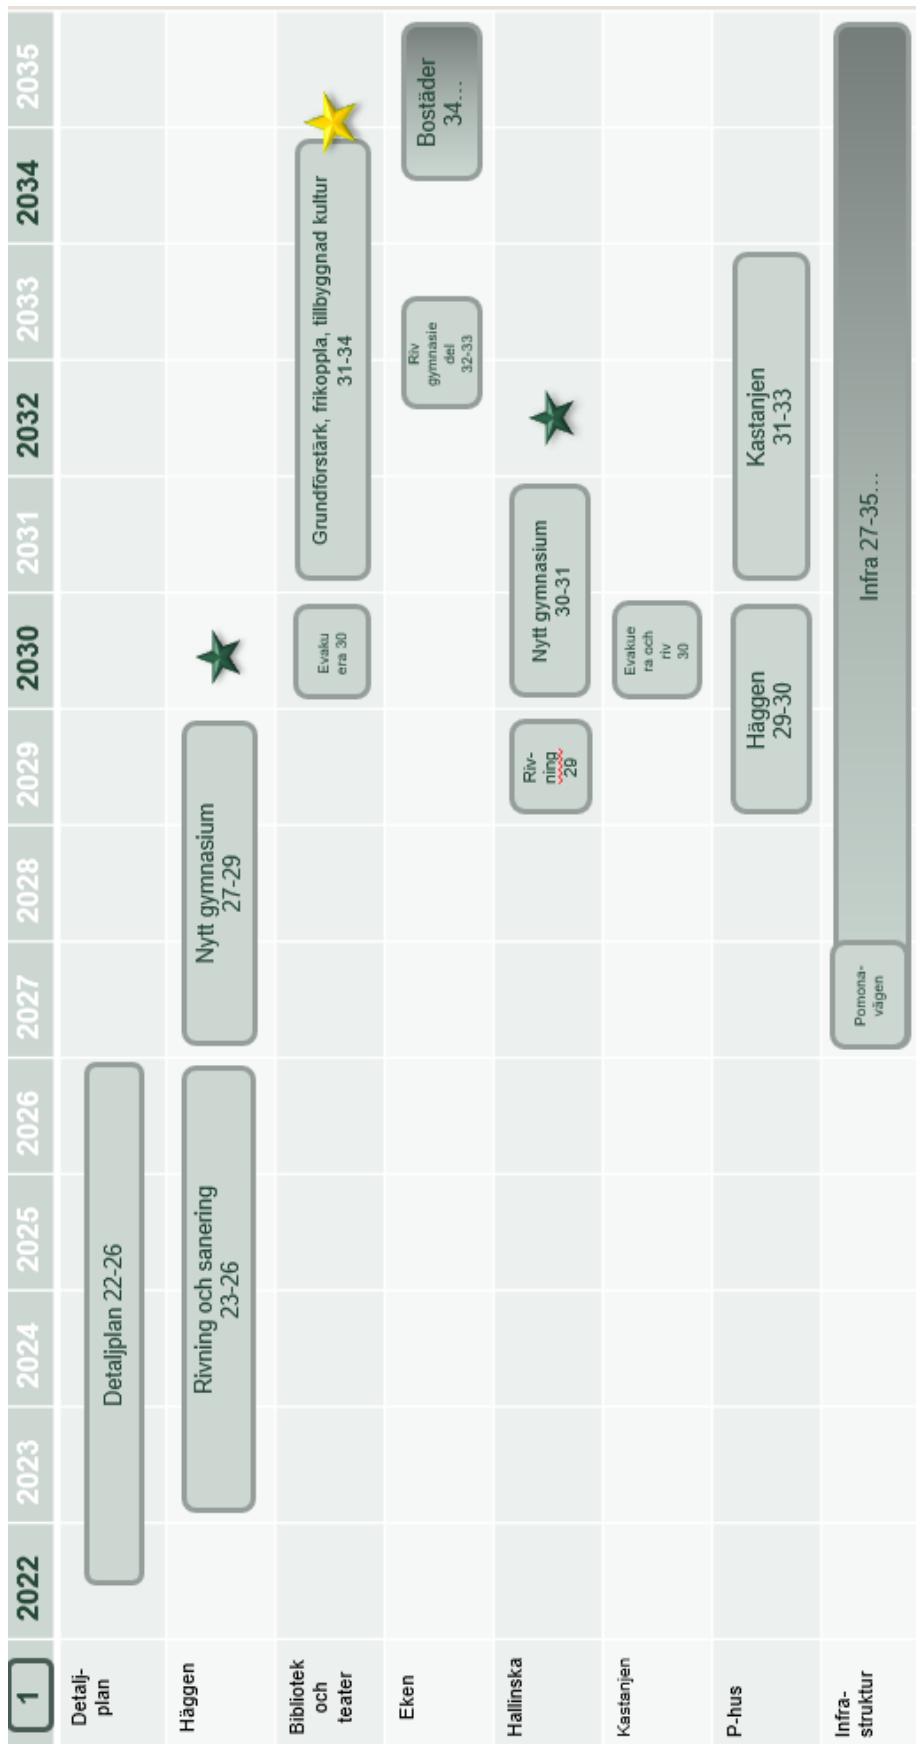 1
2022
2023
2024
2025
2026
2027
2028
2029
2030
2031
2032
2033
2034
2035
Detalj-
plan
Detaljplan 22-26
Häggen
Rivning och sanering
23-26
Nytt gymnasium
27-29
Bibliotek
och
teater
Evaku
era 30
Grundförstärk, frikoppla, tillbyggnad kultur
31-34
Eken
Riv
gymnasie
del
32-33
Bostäder
34...
Hallinska
Riv-
ning
29
Nytt gymnasium
30-31
Kastanjen
Evakue
ra och
riv
30
P-hus
Häggen
29-30
Kastanjen
31-33
Infra-
struktur
Pomona-
vägen
Infra 27-35...